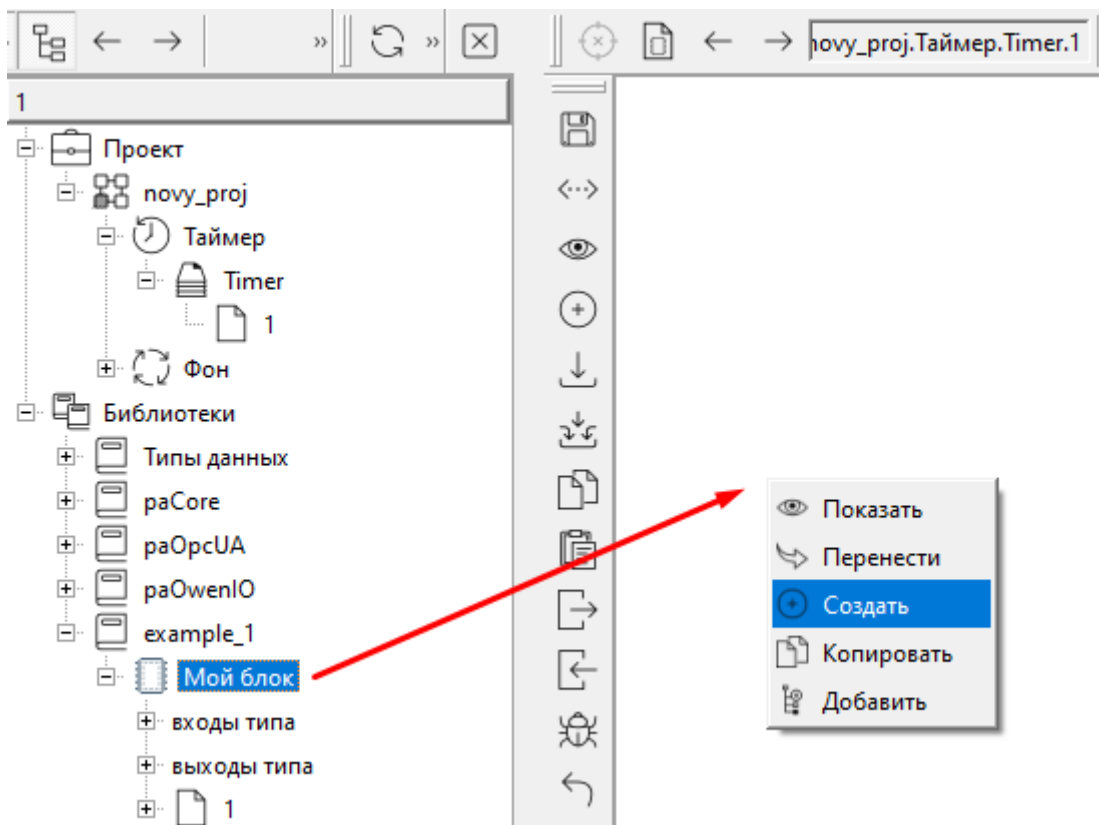 novy_proj.Таймер.Timer.1
1
Проект
novy_proj
Таймер
Timer
1
Фон
Библиотеки
Типы данных
paCore
paOpcUA
paOwenIO
example_1
Мой блок
входы типа
выходы типа
1
Показать
Перенести
Создать
Копировать
Добавить